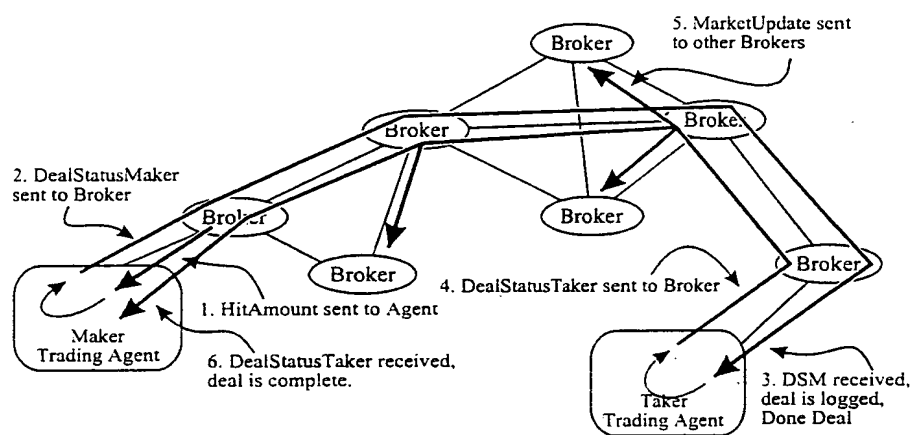 5. MarketUpdate sent
to other Brokers
Broker
Broker
Broker
2. DealStatusMaker
sent to Broker
Broker
Broker
Broker
Broker
4. DealStatusTaker sent to Broker
1. HitAmount sent to Agent
Maker
Trading Agent
6. DealStatusTaker received,
deal is complete.
Taker
Trading Agent
3. DSM received,
deal is logged,
Done Deal